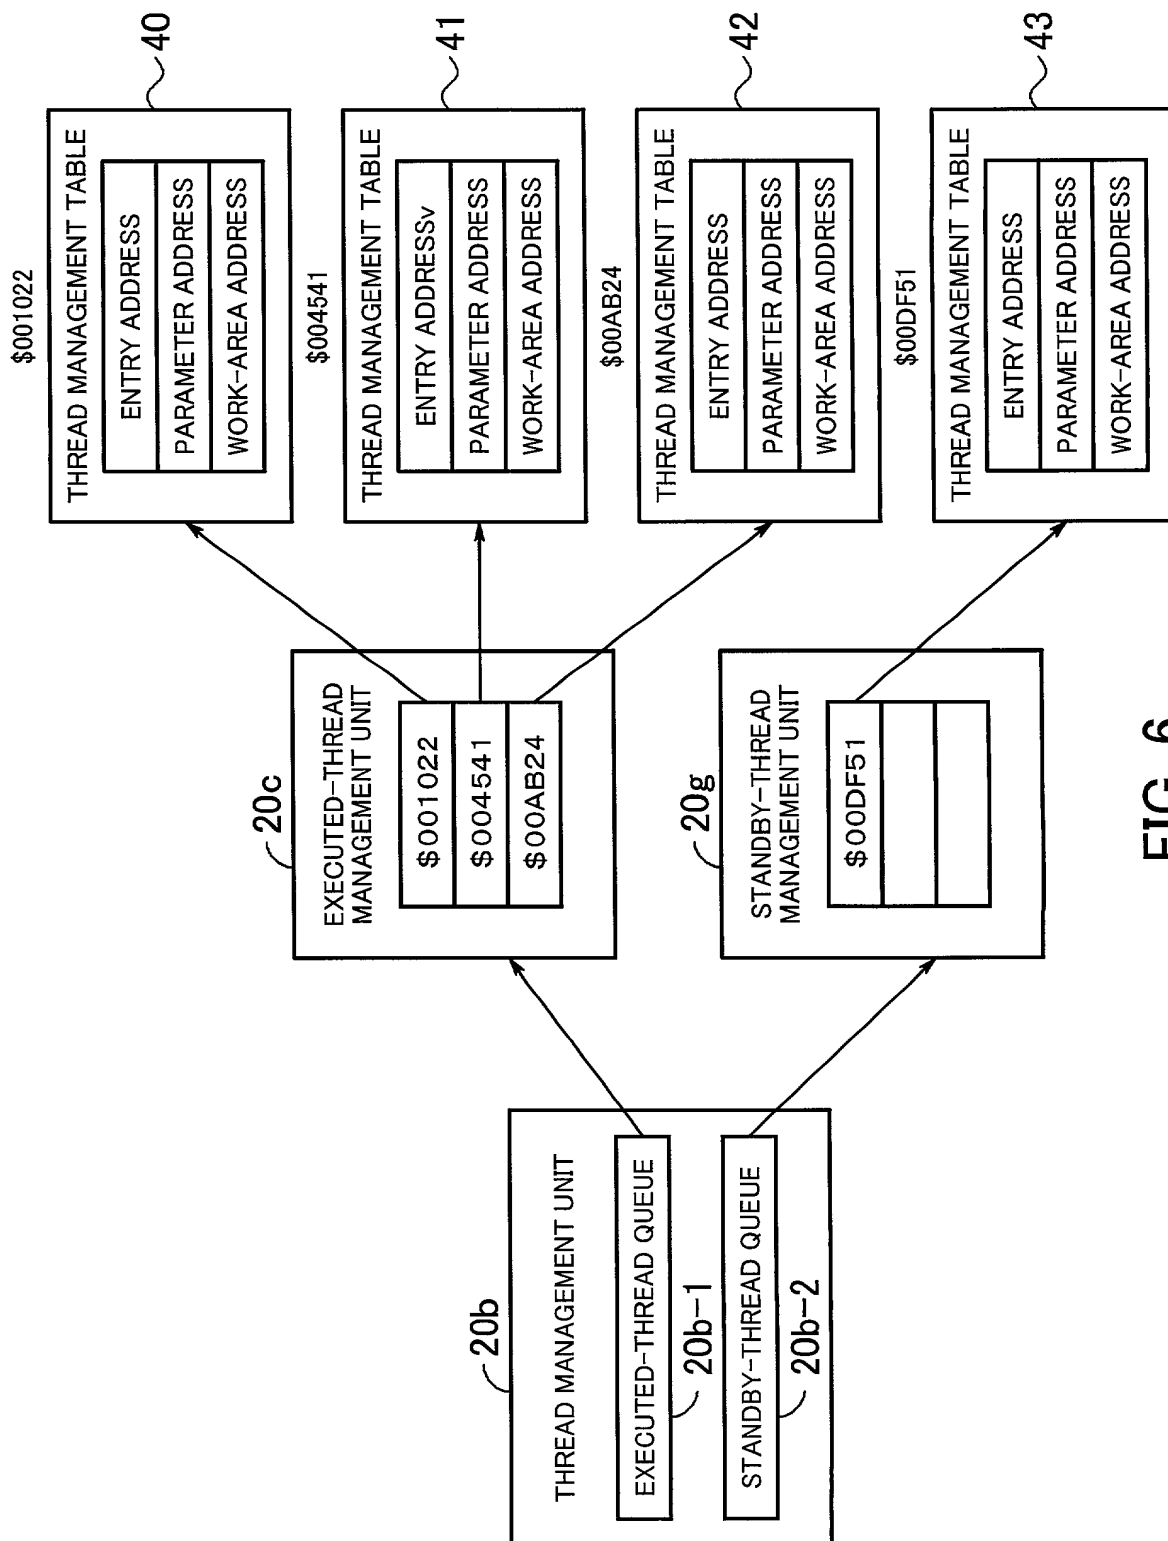 20b
THREAD MANAGEMENT UNIT
EXECUTED-THREAD QUEUE
20b-1
STANDBY-THREAD QUEUE
20b-2
20c
EXECUTED-THREAD
MANAGEMENT UNIT
$001022
$004541
$00AB24
20g
STANDBY-THREAD
MANAGEMENT UNIT
$00DF51
$001022
THREAD MANAGEMENT TABLE
ENTRY ADDRESS
PARAMETER ADDRESS
WORK-AREA ADDRESS
40
$004541
THREAD MANAGEMENT TABLE
ENTRY ADDRESSv
PARAMETER ADDRESS
WORK-AREA ADDRESS
41
$00AB24
THREAD MANAGEMENT TABLE
ENTRY ADDRESS
PARAMETER ADDRESS
WORK-AREA ADDRESS
42
$00DF51
THREAD MANAGEMENT TABLE
ENTRY ADDRESS
PARAMETER ADDRESS
WORK-AREA ADDRESS
43
FIG. 6